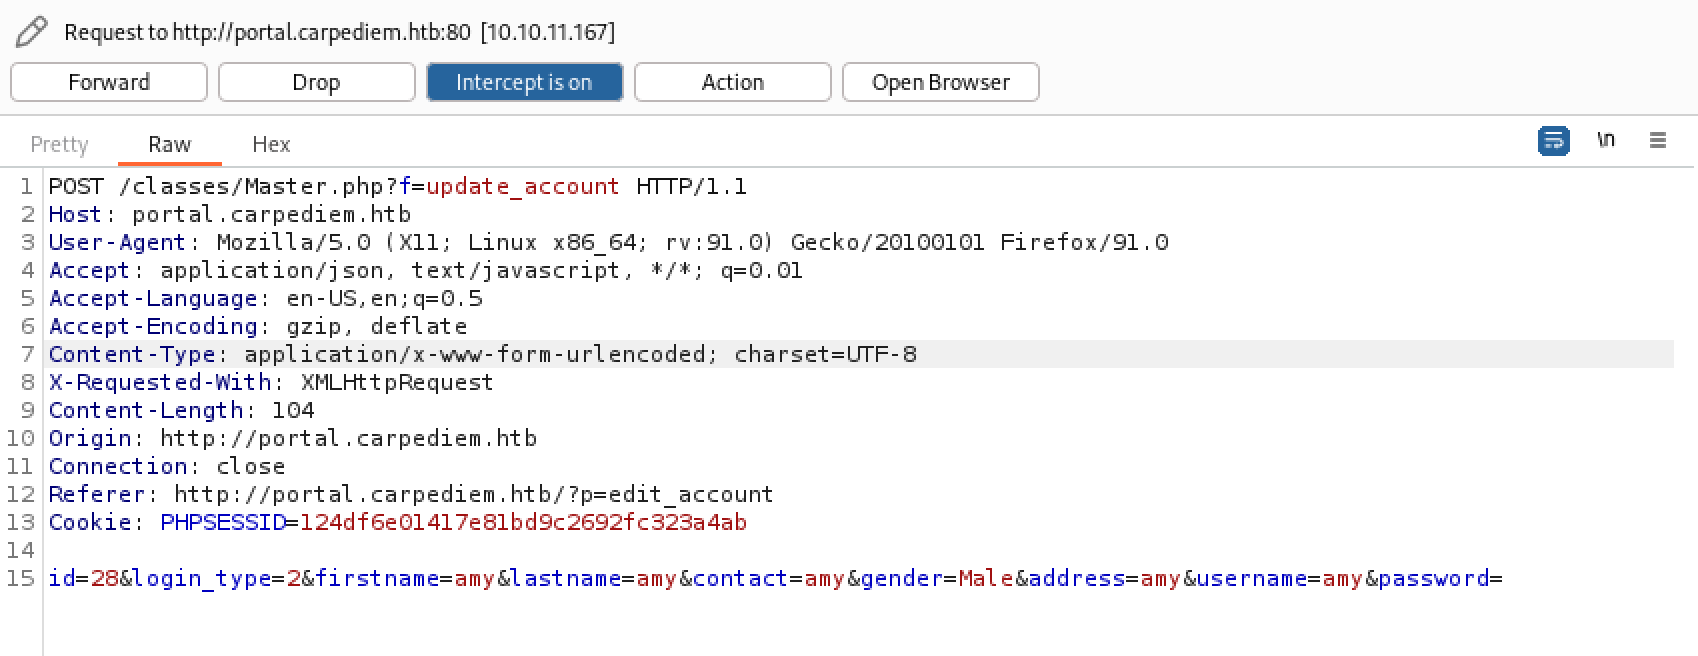 Request to http://portal.carpediem.htb:80 [10.10.11.167]
Forward Drop Intercept is on Action Open Browser
Pretty Raw Hex \n
1 POST /classes/Master.php?f=update_account HTTP/1.1
2 Host: portal.carpediem.htb
3 User-Agent: Mozilla/5.0 (X11; Linux x86_64; rv:91.0) Gecko/20100101 Firefox/91.0
4 Accept: application/json, text/javascript, */*; q=0.01
5 Accept-Language: en-US,en;q=0.5
6 Accept-Encoding: gzip, deflate
7 Content-Type: application/x-www-form-urlencoded; charset=UTF-8
8 X-Requested-With: XMLHttpRequest
9 Content-Length: 104
10 Origin: http://portal.carpediem.htb
11 Connection: close
12 Referer: http://portal.carpediem.htb/?p=edit_account
13 Cookie: PHPSESSID=124df6e01417e81bd9c2692fc323a4ab
14
15 id=28&login_type=2&firstname=amy&lastname=amy&contact=amy&gender=Male&address=amy&username=amy&password=